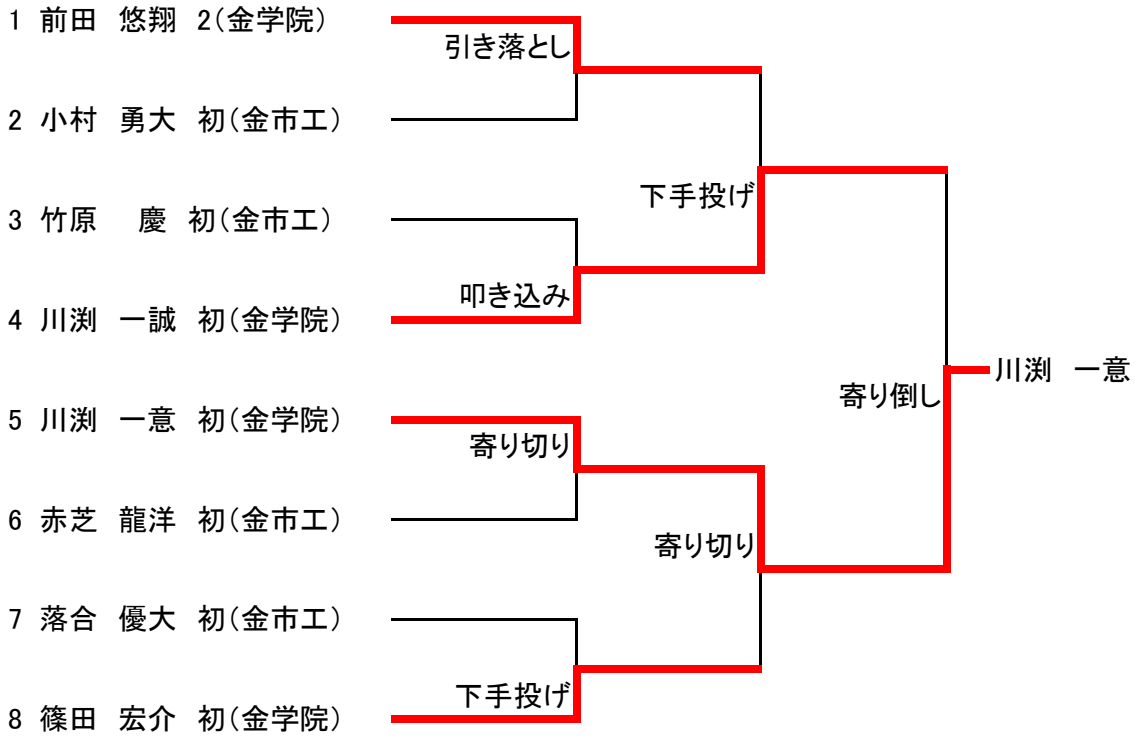 1 前田 悠翔 2(金学院)
引き落とし
2 小村 勇大 初(金市工)
下手投げ
3 竹原 慶 初(金市工)
叩き込み
4 川渕 一誠 初(金学院)
川渕 一意
寄り倒し
5 川渕 一意 初(金学院)
寄り切り
6 赤芝 龍洋 初(金市工)
寄り切り
7 落合 優大 初(金市工)
下手投げ
8 篠田 宏介 初(金学院)